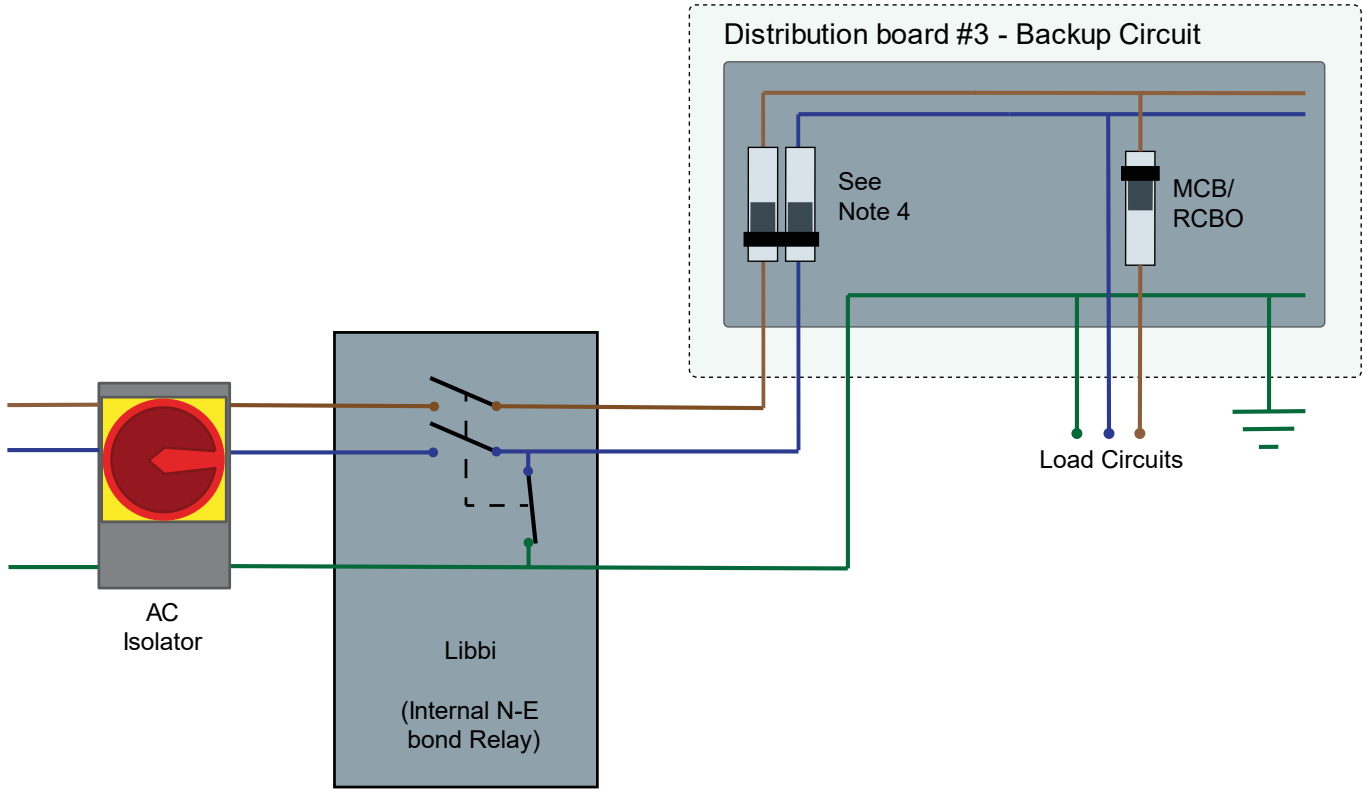 Distribution board #3 - Backup Circuit
See
Note 4
MCB/
RCBO
Load Circuits
AC
Isolator
Libbi
(Internal N-E
bond Relay)